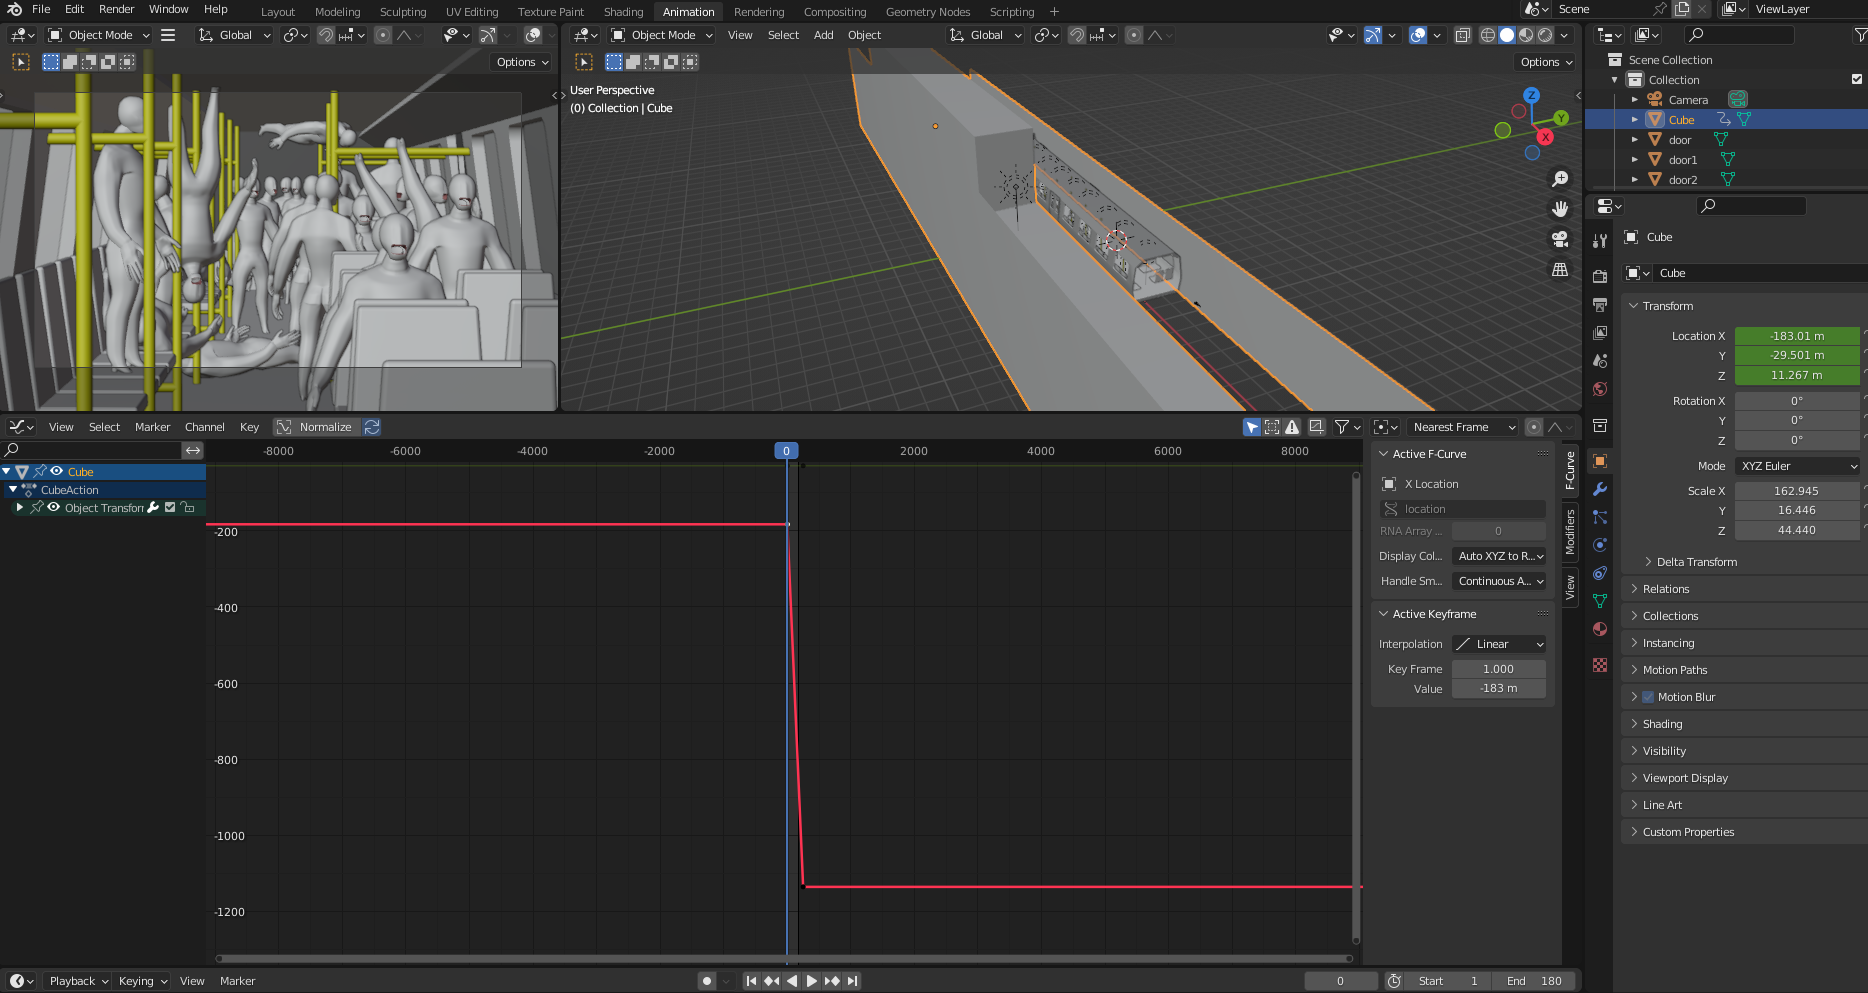 File Edit Render Window Help Layout Modeling Sculpting UV Editing Texture Paint Shading Animation Rendering Compositing Geometry Nodes Scripting + Scene ViewLayer
Object Mode Global
Options
Object Mode View Select Add Object Global
Options
User Perspective
(0) Collection | Cube
Z
Y
X
Scene Collection
Collection
Camera
Cube
door
door1
door2
Cube
Cube
Transform
Location X -183.01 m
Y -29.501 m
Z 11.267 m
Rotation X 0°
Y 0°
Z 0°
Mode XYZ Euler
Scale X 162.945
Y 16.446
Z 44.440
Delta Transform
Relations
Collections
Instancing
Motion Paths
Motion Blur
Shading
Visibility
Viewport Display
Line Art
Custom Properties
View Select Marker Channel Key Normalize Nearest Frame
-8000 -6000 -4000 -2000 0 2000 4000 6000 8000
Cube
CubeAction
Object Transfor
-200
-400
-600
-800
-1000
-1200
Active F-Curve
X Location
location
RNA Array ... 0
Display Col... Auto XYZ to R...
Handle Sm... Continuous A...
Active Keyframe
Interpolation Linear
Key Frame 1.000
Value -183 m
F-Curve
Modifiers
View
Playback Keying View Marker 0 Start 1 End 180